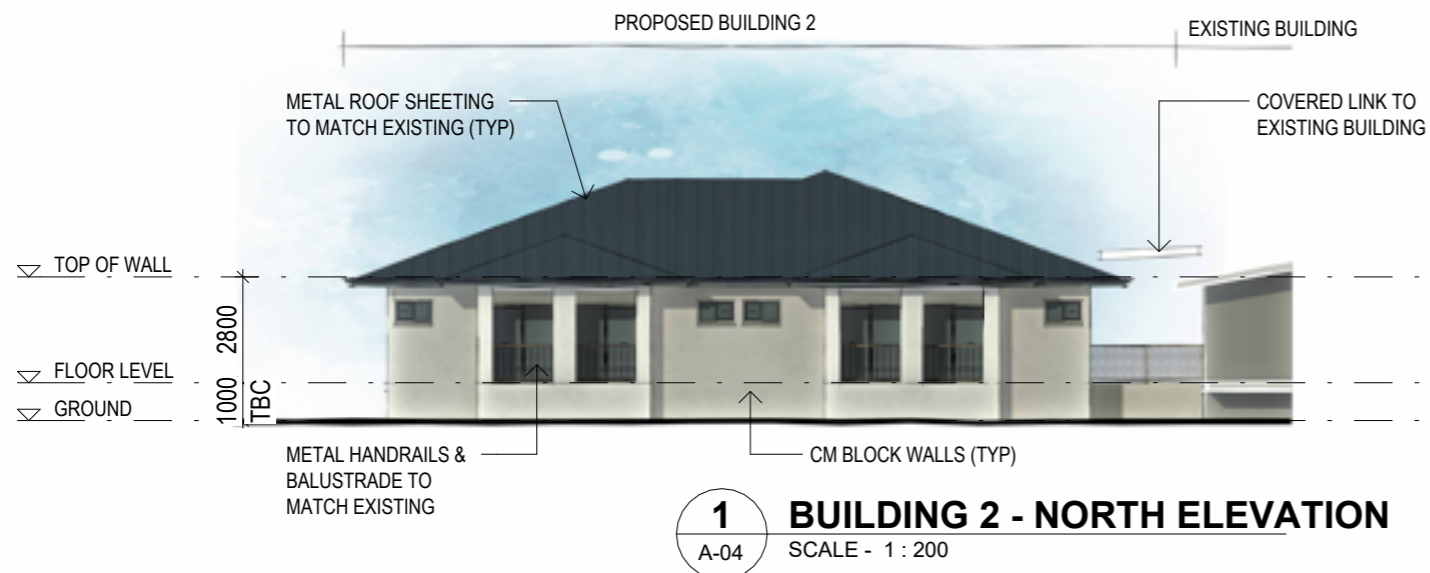 PROPOSED BUILDING 2
EXISTING BUILDING
METAL ROOF SHEETING
TO MATCH EXISTING (TYP)
COVERED LINK TO
EXISTING BUILDING
TOP OF WALL
2800
FLOOR LEVEL
1000
TBC
GROUND
METAL HANDRAILS &
BALUSTRADE TO
MATCH EXISTING
CM BLOCK WALLS (TYP)
1
A-04
BUILDING 2 - NORTH ELEVATION
SCALE - 1 : 200